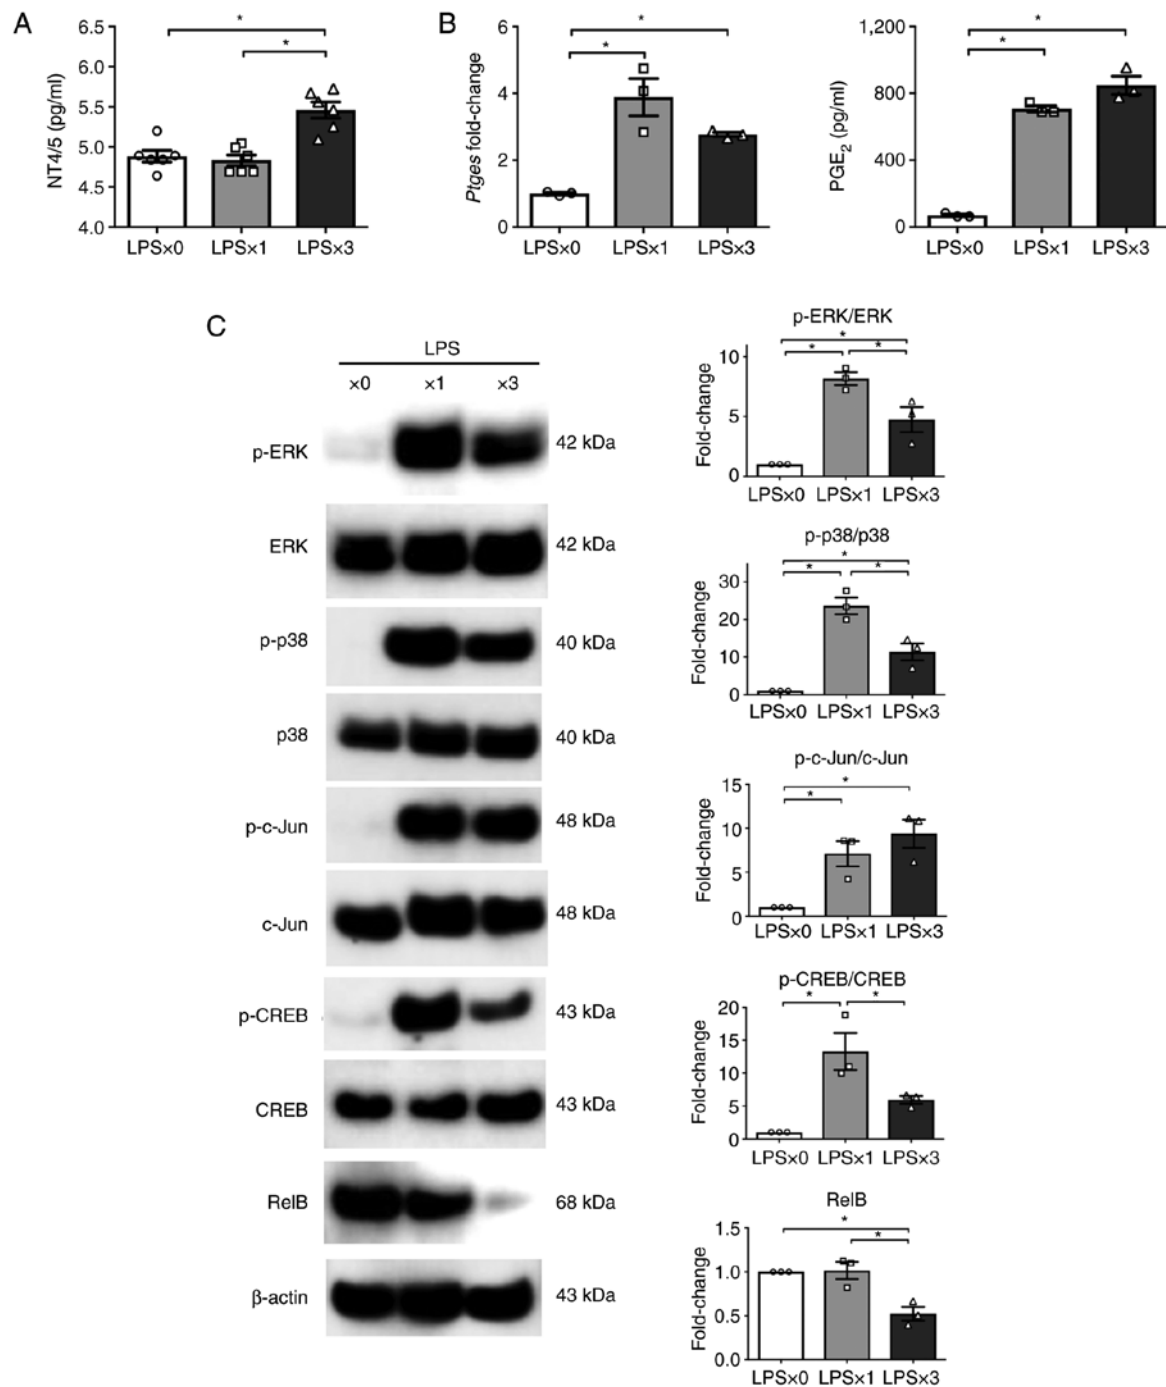 A
NT4/5 (pg/ml)
6.5
6.0
5.5
5.0
4.5
4.0
* 
*
LPS×0 LPS×1 LPS×3
B
Ptges fold-change
6
4
2
0
*
*
LPS×0 LPS×1 LPS×3
PGE2 (pg/ml)
1,200
800
400
0
*
*
LPS×0 LPS×1 LPS×3
C
LPS
×0 ×1 ×3
p-ERK 42 kDa
ERK 42 kDa
p-p38 40 kDa
p38 40 kDa
p-c-Jun 48 kDa
c-Jun 48 kDa
p-CREB 43 kDa
CREB 43 kDa
RelB 68 kDa
β-actin 43 kDa
p-ERK/ERK
*
* *
Fold-change
10
5
0
LPS×0 LPS×1 LPS×3
p-p38/p38
*
* *
Fold-change
30
20
10
0
LPS×0 LPS×1 LPS×3
p-c-Jun/c-Jun
*
*
Fold-change
15
10
5
0
LPS×0 LPS×1 LPS×3
p-CREB/CREB
* *
Fold-change
20
15
10
5
0
LPS×0 LPS×1 LPS×3
RelB
*
*
Fold-change
1.5
1.0
0.5
0.0
LPS×0 LPS×1 LPS×3